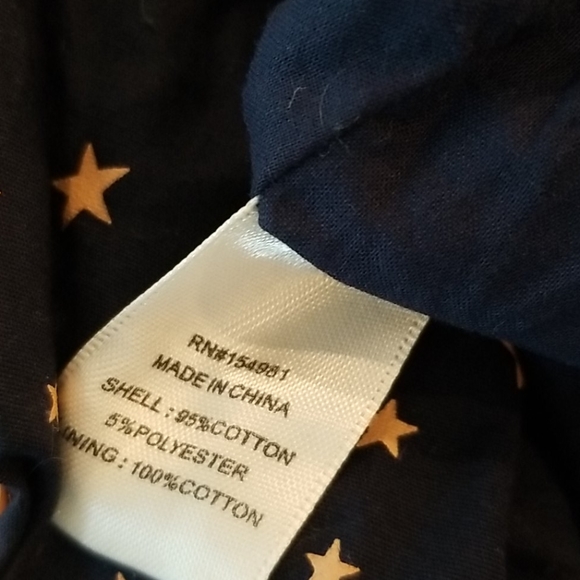 RN#154981
MADE IN CHINA
SHELL : 95%COTTON
5%POLYESTER
INING : 100%COTTON